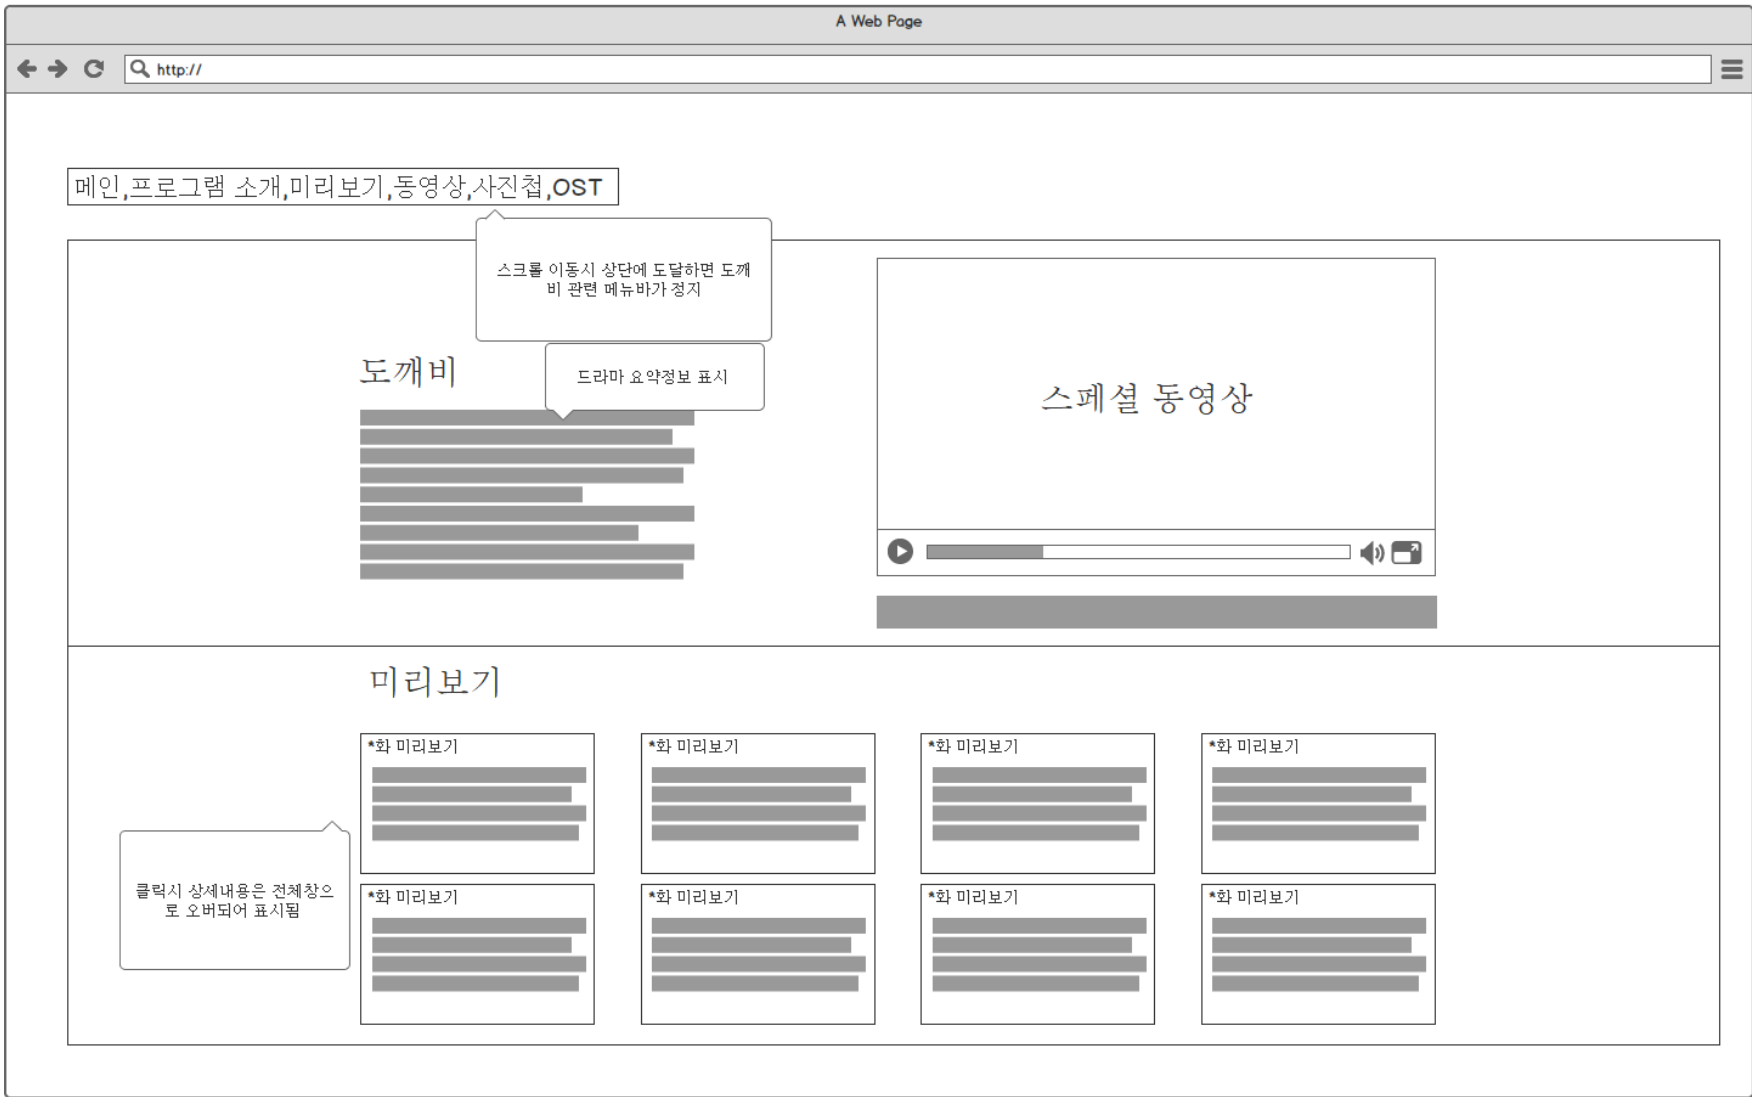 A Web Page
http://
메인,프로그램 소개,미리보기,동영상,사진첩,OST
스크롤 이동시 상단에 도달하면 도깨
비 관련 메뉴바가 정지
도깨비
드라마 요약정보 표시
스페셜 동영상
미리보기
*화 미리보기
*화 미리보기
*화 미리보기
*화 미리보기
클릭시 상세내용은 전체창으
로 오버되어 표시됨
*화 미리보기
*화 미리보기
*화 미리보기
*화 미리보기